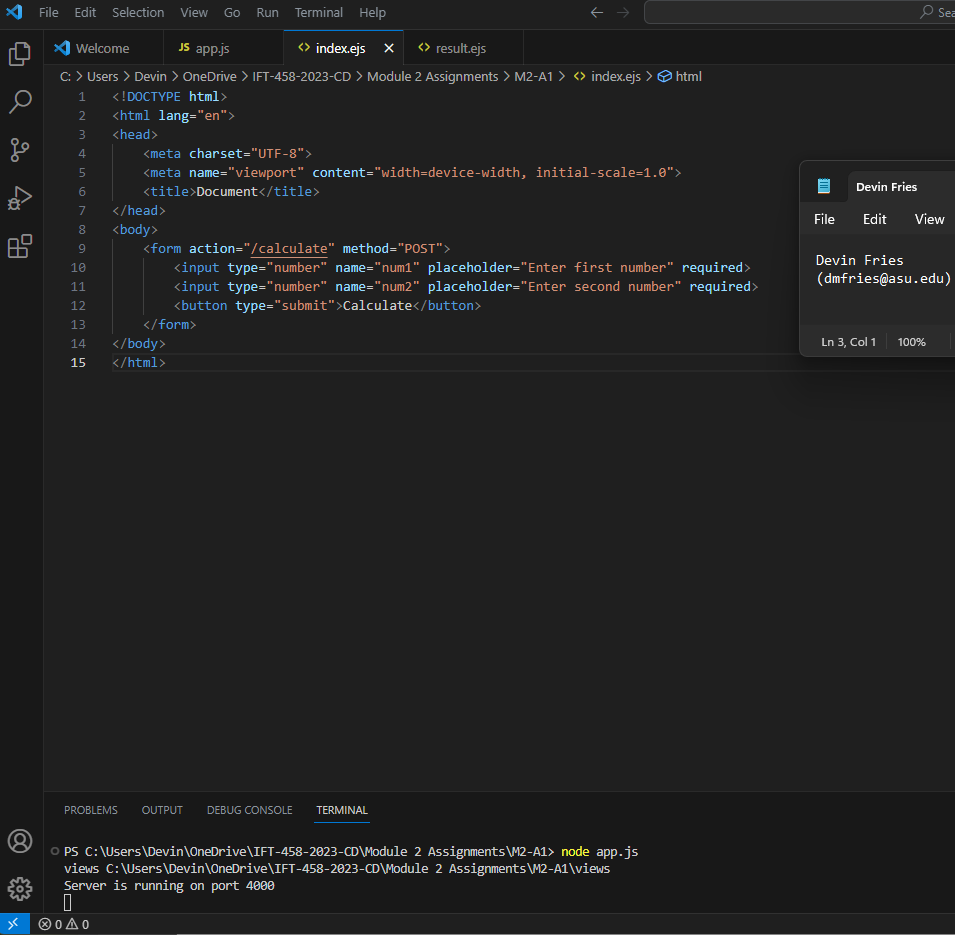 File Edit Selection View Go Run Terminal Help
Welcome
JS app.js
index.ejs
result.ejs
C: > Users > Devin > OneDrive > IFT-458-2023-CD > Module 2 Assignments > M2-A1 > <> index.ejs > html
1 <!DOCTYPE html>
2 <html lang="en">
3 <head>
4 <meta charset="UTF-8">
5 <meta name="viewport" content="width=device-width, initial-scale=1.0">
6 <title>Document</title>
7 </head>
8 <body>
9 <form action="/calculate" method="POST">
10 <input type="number" name="num1" placeholder="Enter first number" required>
11 <input type="number" name="num2" placeholder="Enter second number" required>
12 <button type="submit">Calculate</button>
13 </form>
14 </body>
15 </html>
Devin Fries
File Edit View
Devin Fries
(dmfries@asu.edu)
Ln 3, Col 1 100%
PROBLEMS OUTPUT DEBUG CONSOLE TERMINAL
PS C:\Users\Devin\OneDrive\IFT-458-2023-CD\Module 2 Assignments\M2-A1> node app.js
views C:\Users\Devin\OneDrive\IFT-458-2023-CD\Module 2 Assignments\M2-A1\views
Server is running on port 4000
0 0